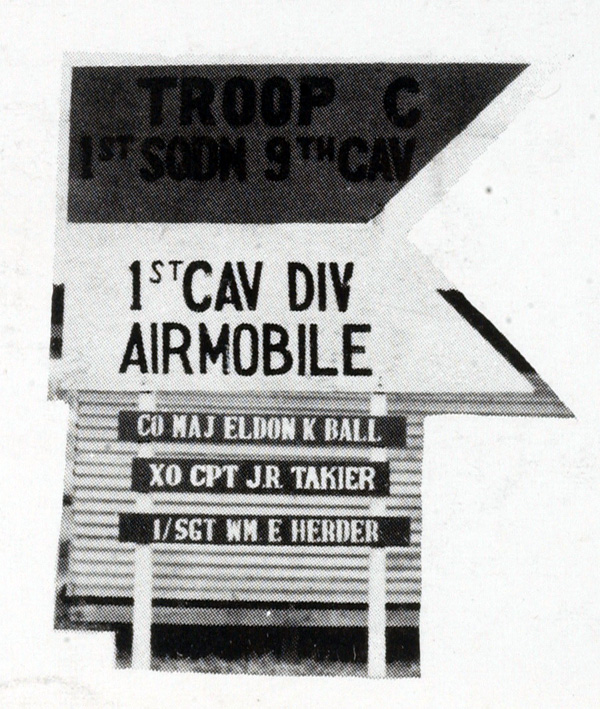 TROOP C
1ST SQDN 9TH CAV
1ST CAV DIV
AIRMOBILE
CO MAJ ELDON K BALL
XO CPT J.R. TAKIER
1/SGT WM E HERDER